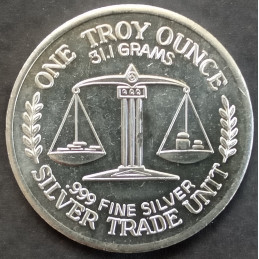 ONE TROY OUNCE
31.1 GRAMS
.999 FINE SILVER
SILVER TRADE UNIT